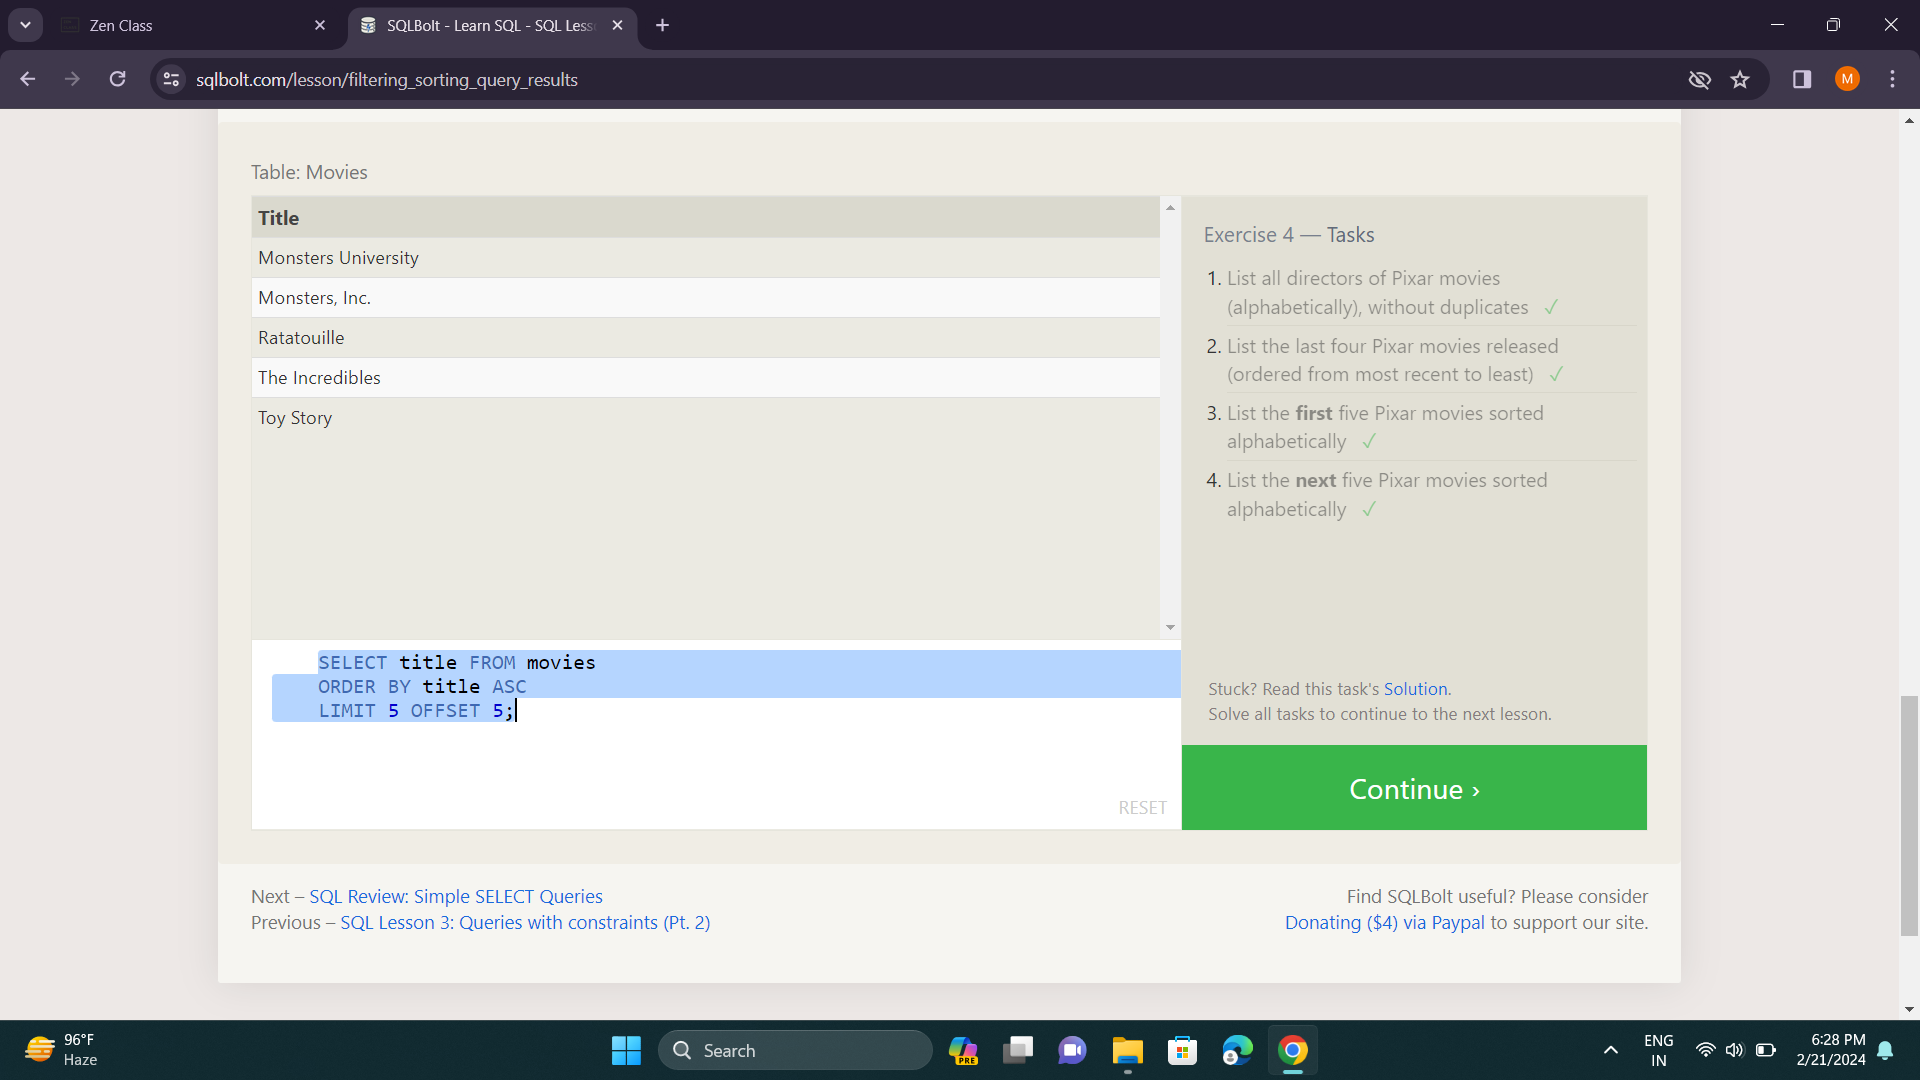 Zen Class
SQLBolt - Learn SQL - SQL Less
sqlbolt.com/lesson/filtering_sorting_query_results
M
Table: Movies
Title
Monsters University
Monsters, Inc.
Ratatouille
The Incredibles
Toy Story
SELECT title FROM movies
ORDER BY title ASC
LIMIT 5 OFFSET 5;
RESET
Exercise 4 — Tasks
1. List all directors of Pixar movies
(alphabetically), without duplicates ✓
2. List the last four Pixar movies released
(ordered from most recent to least) ✓
3. List the first five Pixar movies sorted
alphabetically ✓
4. List the next five Pixar movies sorted
alphabetically ✓
Stuck? Read this task's Solution.
Solve all tasks to continue to the next lesson.
Continue ›
Next – SQL Review: Simple SELECT Queries
Previous – SQL Lesson 3: Queries with constraints (Pt. 2)
Find SQLBolt useful? Please consider
Donating ($4) via Paypal to support our site.
96°F
Haze
Search
PRE
ENG
IN
6:28 PM
2/21/2024